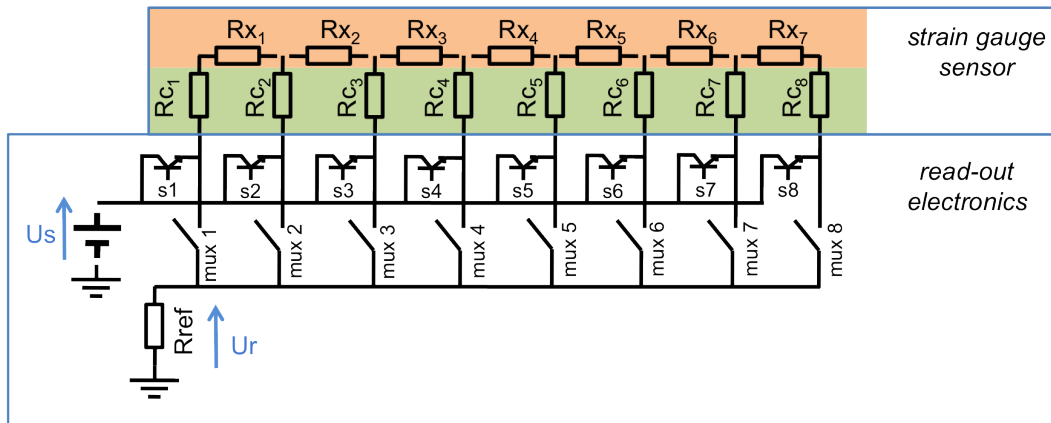 Rx₁ Rx₂ Rx₃ Rx₄ Rx₅ Rx₆ Rx₇
strain gauge
sensor
Rc₁ Rc₂ Rc₃ Rc₄ Rc₅ Rc₆ Rc₇ Rc₈
s1 s2 s3 s4 s5 s6 s7 s8
read-out
electronics
Us
mux 1 mux 2 mux 3 mux 4 mux 5 mux 6 mux 7 mux 8
Rref
Ur